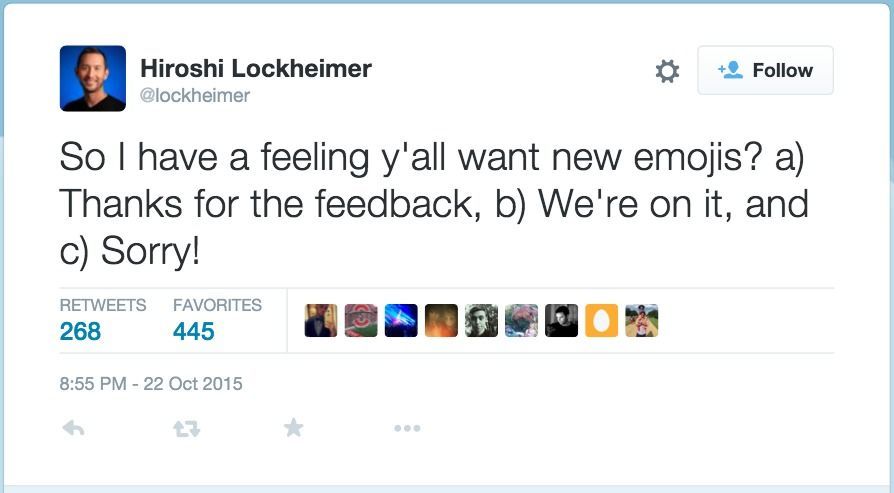 Hiroshi Lockheimer
@lockheimer
Follow
So I have a feeling y'all want new emojis? a)
Thanks for the feedback, b) We're on it, and
c) Sorry!
RETWEETS FAVORITES
268 445
8:55 PM - 22 Oct 2015